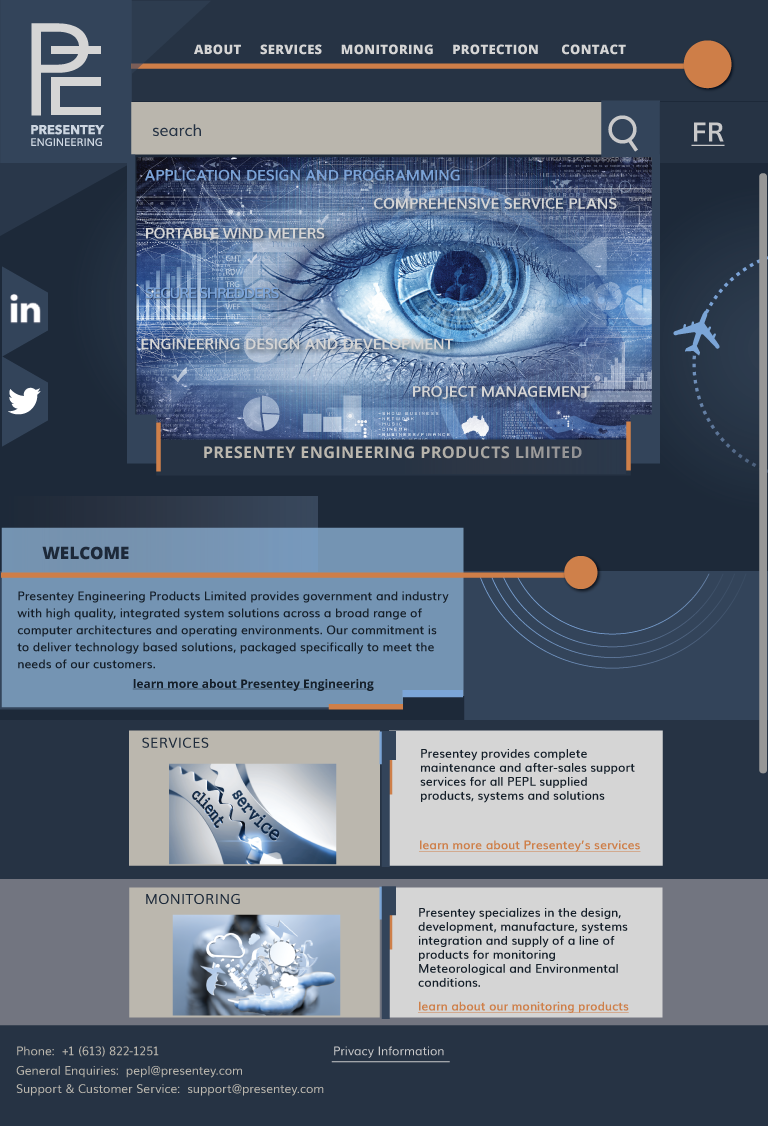 ABOUT SERVICES MONITORING PROTECTION CONTACT
PRESENTEY
ENGINEERING
search
FR
APPLICATION DESIGN AND PROGRAMMING
COMPREHENSIVE SERVICE PLANS
PORTABLE WIND METERS
SECURE SHREDDERS
ENGINEERING DESIGN AND DEVELOPMENT
PROJECT MANAGEMENT
PRESENTEY ENGINEERING PRODUCTS LIMITED
in
WELCOME
Presentey Engineering Products Limited provides government and industry
with high quality, integrated system solutions across a broad range of
computer architectures and operating environments. Our commitment is
to deliver technology based solutions, packaged specifically to meet the
needs of our customers.
learn more about Presentey Engineering
SERVICES
client
service
Presentey provides complete
maintenance and after-sales support
services for all PEPL supplied
products, systems and solutions
learn more about Presentey's services
MONITORING
Presentey specializes in the design,
development, manufacture, systems
integration and supply of a line of
products for monitoring
Meteorological and Environmental
conditions.
learn about our monitoring products
Phone: +1 (613) 822-1251
General Enquiries: pepl@presentey.com
Support & Customer Service: support@presentey.com
Privacy Information